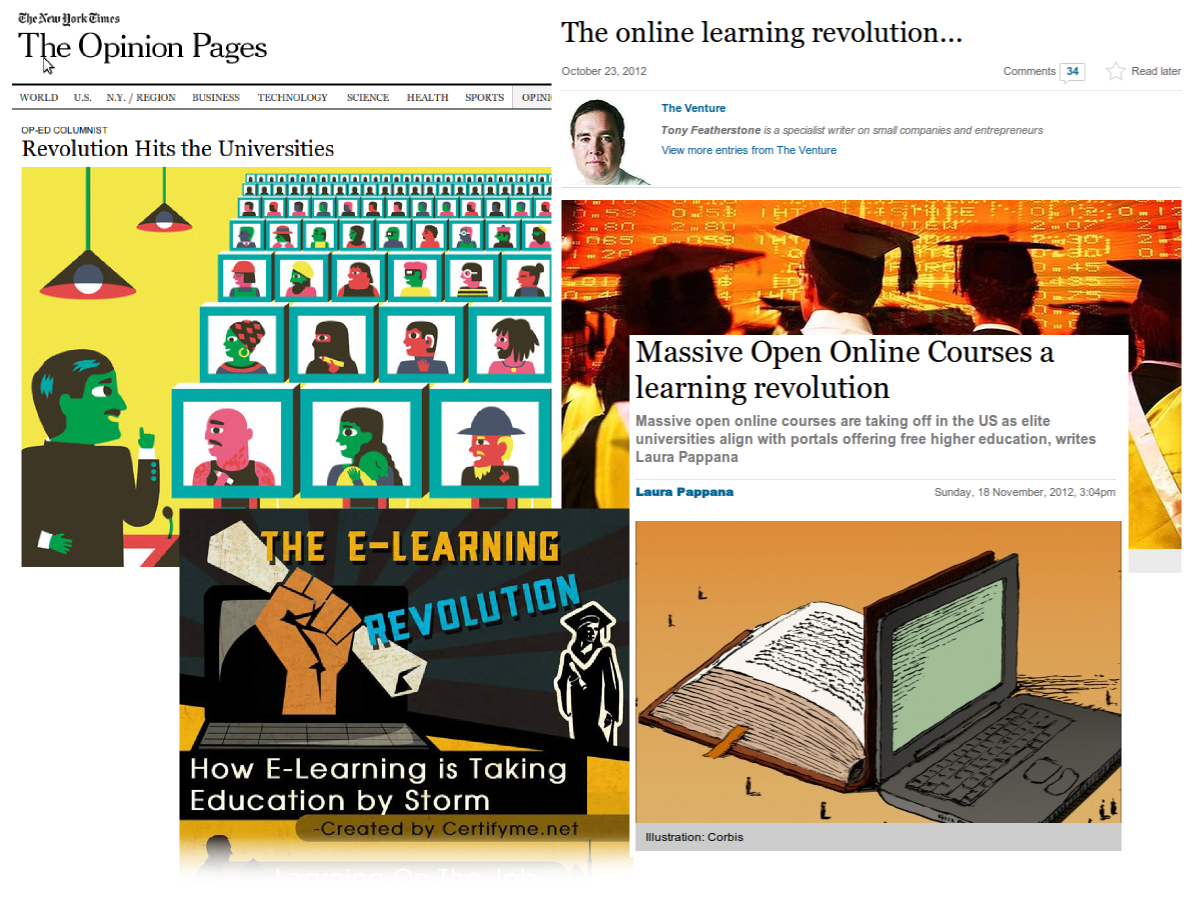 The New York Times
The Opinion Pages
WORLD U.S. N.Y. / REGION BUSINESS TECHNOLOGY SCIENCE HEALTH SPORTS OPINI
OP-ED COLUMNIST
Revolution Hits the Universities
The online learning revolution...
October 23, 2012 Comments 34 Read later
The Venture
Tony Featherstone is a specialist writer on small companies and entrepreneurs
View more entries from The Venture
Massive Open Online Courses a
learning revolution
Massive open online courses are taking off in the US as elite
universities align with portals offering free higher education, writes
Laura Pappana
Laura Pappana Sunday, 18 November, 2012, 3:04pm
Illustration: Corbis
THE E-LEARNING
REVOLUTION
How E-Learning is Taking
Education by Storm
-Created by Certifyme.net
Learning On The Job